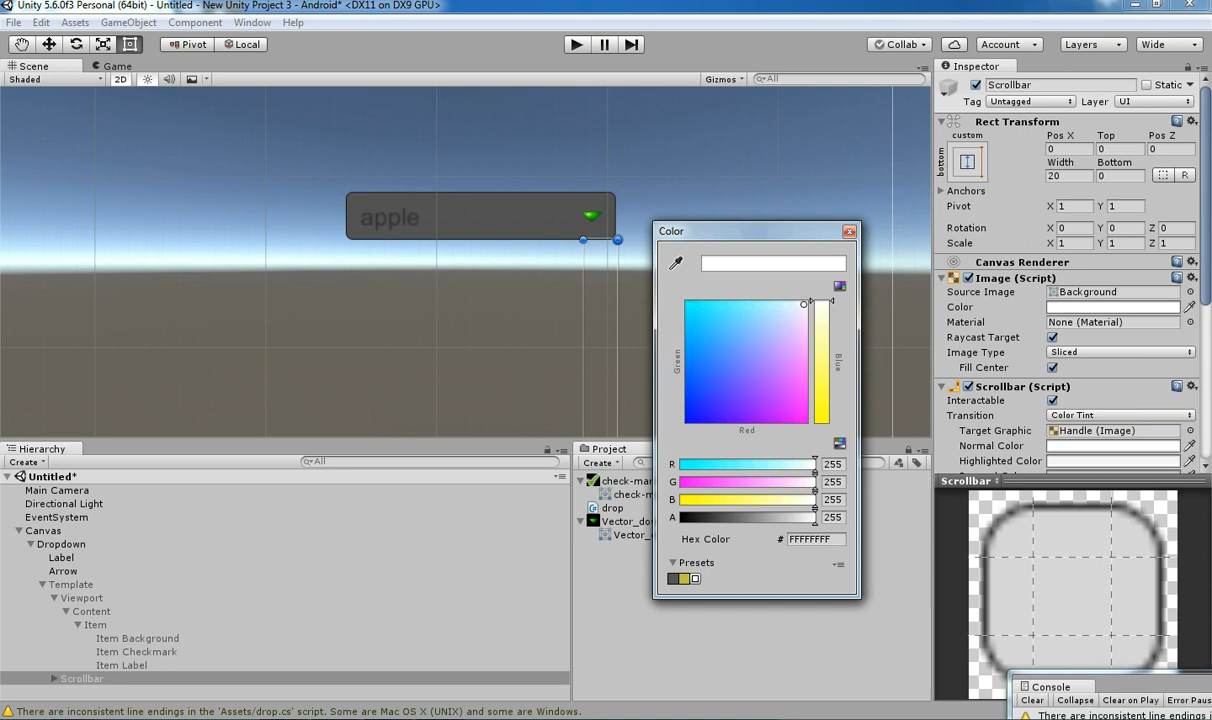 Unity 5.6.0f3 Personal (64bit) - Untitled - New Unity Project 3 - Android* <DX11 on DX9 GPU>
File Edit Assets GameObject Component Window Help
Pivot Local Collab Account Layers Wide
Scene Game
Shaded 2D Gizmos All
Inspector
Scrollbar Static
Tag Untagged Layer UI
Rect Transform
custom Pos X Top Pos Z
0 0 0
bottom Width Bottom
20 0 R
Anchors
Pivot X 1 Y 1
Rotation X 0 Y 0 Z 0
Scale X 1 Y 1 Z 1
Canvas Renderer
Image (Script)
Source Image Background
Color
Material None (Material)
Raycast Target
Image Type Sliced
Fill Center
Scrollbar (Script)
Interactable
Transition Color Tint
Target Graphic Handle (Image)
Normal Color
Highlighted Color
Scrollbar
apple
Color
Green
Blue
Red
R 255
G 255
B 255
A 255
Hex Color # FFFFFFFF
Presets
Hierarchy
Create All
Untitled*
Main Camera
Directional Light
EventSystem
Canvas
Dropdown
Label
Arrow
Template
Viewport
Content
Item
Item Background
Item Checkmark
Item Label
Scrollbar
Project
Create
check-ma
check-m
drop
Vector_do
Vector_
Console
Clear Collapse Clear on Play Error Paus
There are inconsistent line endings in
There are inconsistent line endings in the 'Assets/drop.cs' script. Some are Mac OS X (UNIX) and some are Windows.